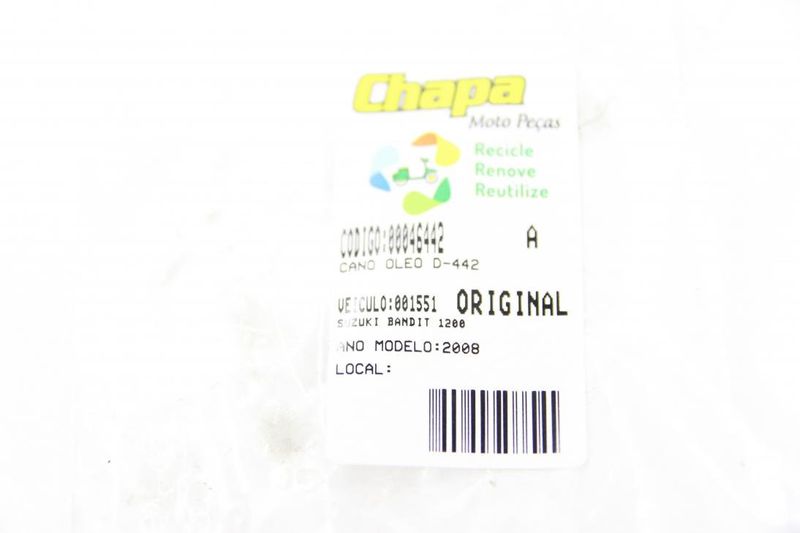 Chapa
Moto Peças
Recicle
Renove
Reutilize
CODIGO:00046442 A
CANO OLEO D-442
VEICULO:001551 ORIGINAL
SUZUKI BANDIT 1200
ANO MODELO:2008
LOCAL: